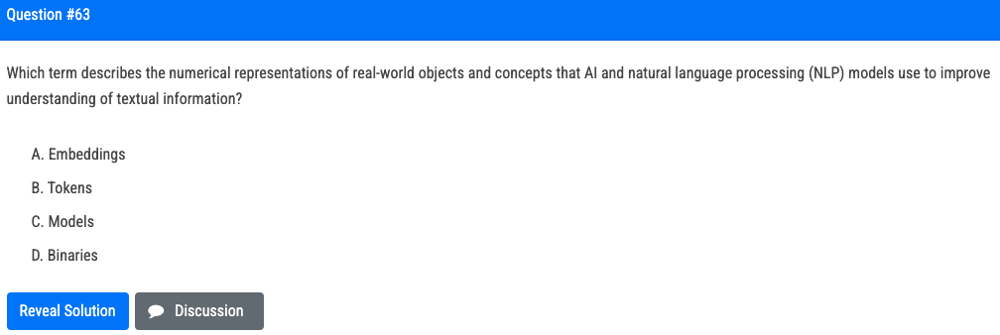 Question #63
Which term describes the numerical representations of real-world objects and concepts that AI and natural language processing (NLP) models use to improve
understanding of textual information?
A. Embeddings
B. Tokens
C. Models
D. Binaries
Reveal Solution Discussion